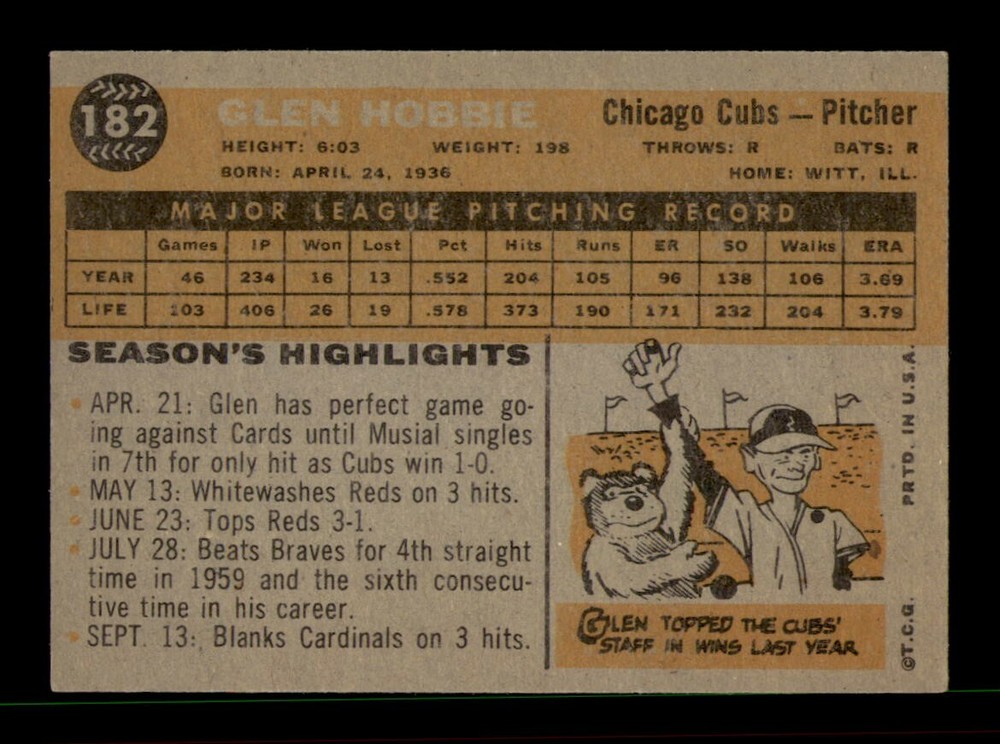 182
GLEN HOBBIE
Chicago Cubs — Pitcher
HEIGHT: 6:03 WEIGHT: 198 THROWS: R BATS: R
BORN: APRIL 24, 1936 HOME: WITT, ILL.
MAJOR LEAGUE PITCHING RECORD
Games IP Won Lost Pct Hits Runs ER SO Walks ERA
YEAR 46 234 16 13 .552 204 105 96 138 106 3.69
LIFE 103 406 26 19 .578 373 190 171 232 204 3.79
SEASON'S HIGHLIGHTS
• APR. 21: Glen has perfect game go-
ing against Cards until Musial singles
in 7th for only hit as Cubs win 1-0.
• MAY 13: Whitewashes Reds on 3 hits.
• JUNE 23: Tops Reds 3-1.
• JULY 28: Beats Braves for 4th straight
time in 1959 and the sixth consecu-
tive time in his career.
• SEPT. 13: Blanks Cardinals on 3 hits.
GLEN TOPPED THE CUBS'
STAFF IN WINS LAST YEAR
©T.C.G. PRTD. IN U.S.A.